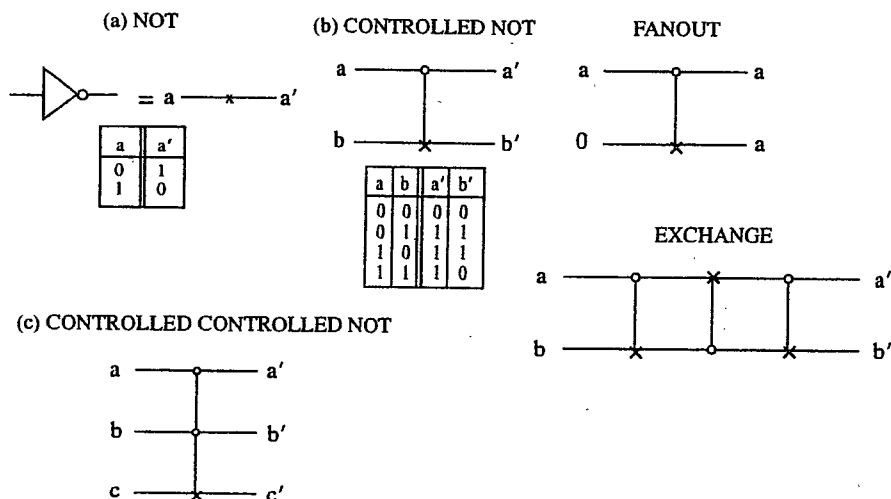 (a) NOT
= a a'
a a'
0 1
1 0
(b) CONTROLLED NOT
a a'
b b'
a b a' b'
0 0 0 0
0 1 1 1
1 0 1 1
1 1 1 0
FANOUT
a a
0 a
EXCHANGE
a a'
b b'
(c) CONTROLLED CONTROLLED NOT
a a'
b b'
c c'